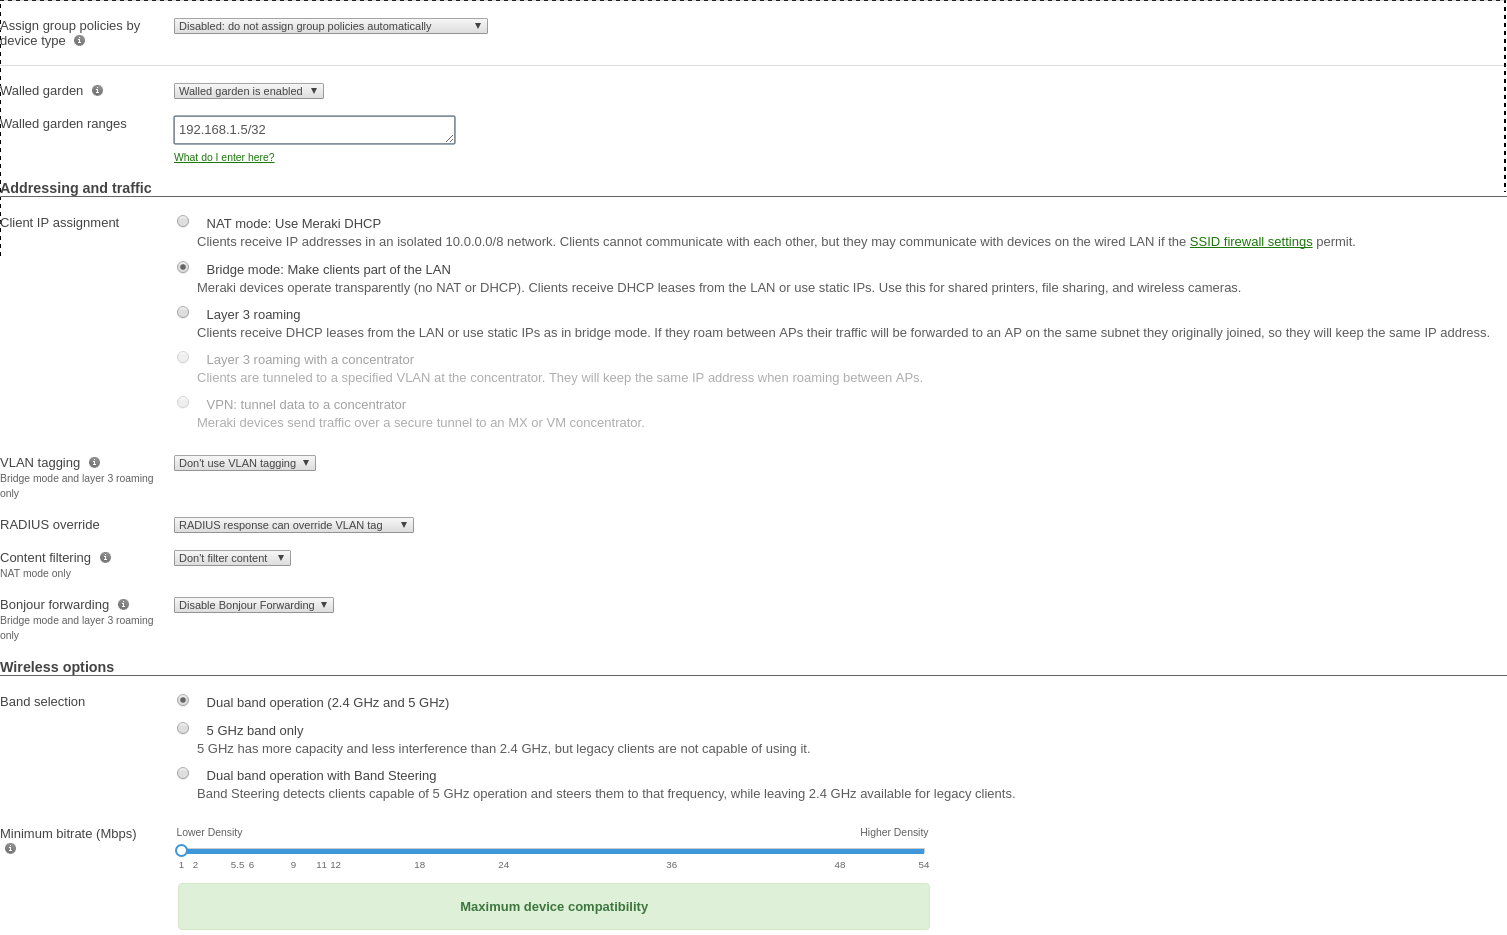 Assign group policies by
device type
Disabled: do not assign group policies automatically
Walled garden
Walled garden is enabled
Walled garden ranges
192.168.1.5/32
What do I enter here?
Addressing and traffic
Client IP assignment
NAT mode: Use Meraki DHCP
Clients receive IP addresses in an isolated 10.0.0.0/8 network. Clients cannot communicate with each other, but they may communicate with devices on the wired LAN if the SSID firewall settings permit.
Bridge mode: Make clients part of the LAN
Meraki devices operate transparently (no NAT or DHCP). Clients receive DHCP leases from the LAN or use static IPs. Use this for shared printers, file sharing, and wireless cameras.
Layer 3 roaming
Clients receive DHCP leases from the LAN or use static IPs as in bridge mode. If they roam between APs their traffic will be forwarded to an AP on the same subnet they originally joined, so they will keep the same IP address.
Layer 3 roaming with a concentrator
Clients are tunneled to a specified VLAN at the concentrator. They will keep the same IP address when roaming between APs.
VPN: tunnel data to a concentrator
Meraki devices send traffic over a secure tunnel to an MX or VM concentrator.
VLAN tagging
Bridge mode and layer 3 roaming
only
Don't use VLAN tagging
RADIUS override
RADIUS response can override VLAN tag
Content filtering
NAT mode only
Don't filter content
Bonjour forwarding
Bridge mode and layer 3 roaming
only
Disable Bonjour Forwarding
Wireless options
Band selection
Dual band operation (2.4 GHz and 5 GHz)
5 GHz band only
5 GHz has more capacity and less interference than 2.4 GHz, but legacy clients are not capable of using it.
Dual band operation with Band Steering
Band Steering detects clients capable of 5 GHz operation and steers them to that frequency, while leaving 2.4 GHz available for legacy clients.
Minimum bitrate (Mbps)
Lower Density Higher Density
1 2 5.5 6 9 11 12 18 24 36 48 54
Maximum device compatibility